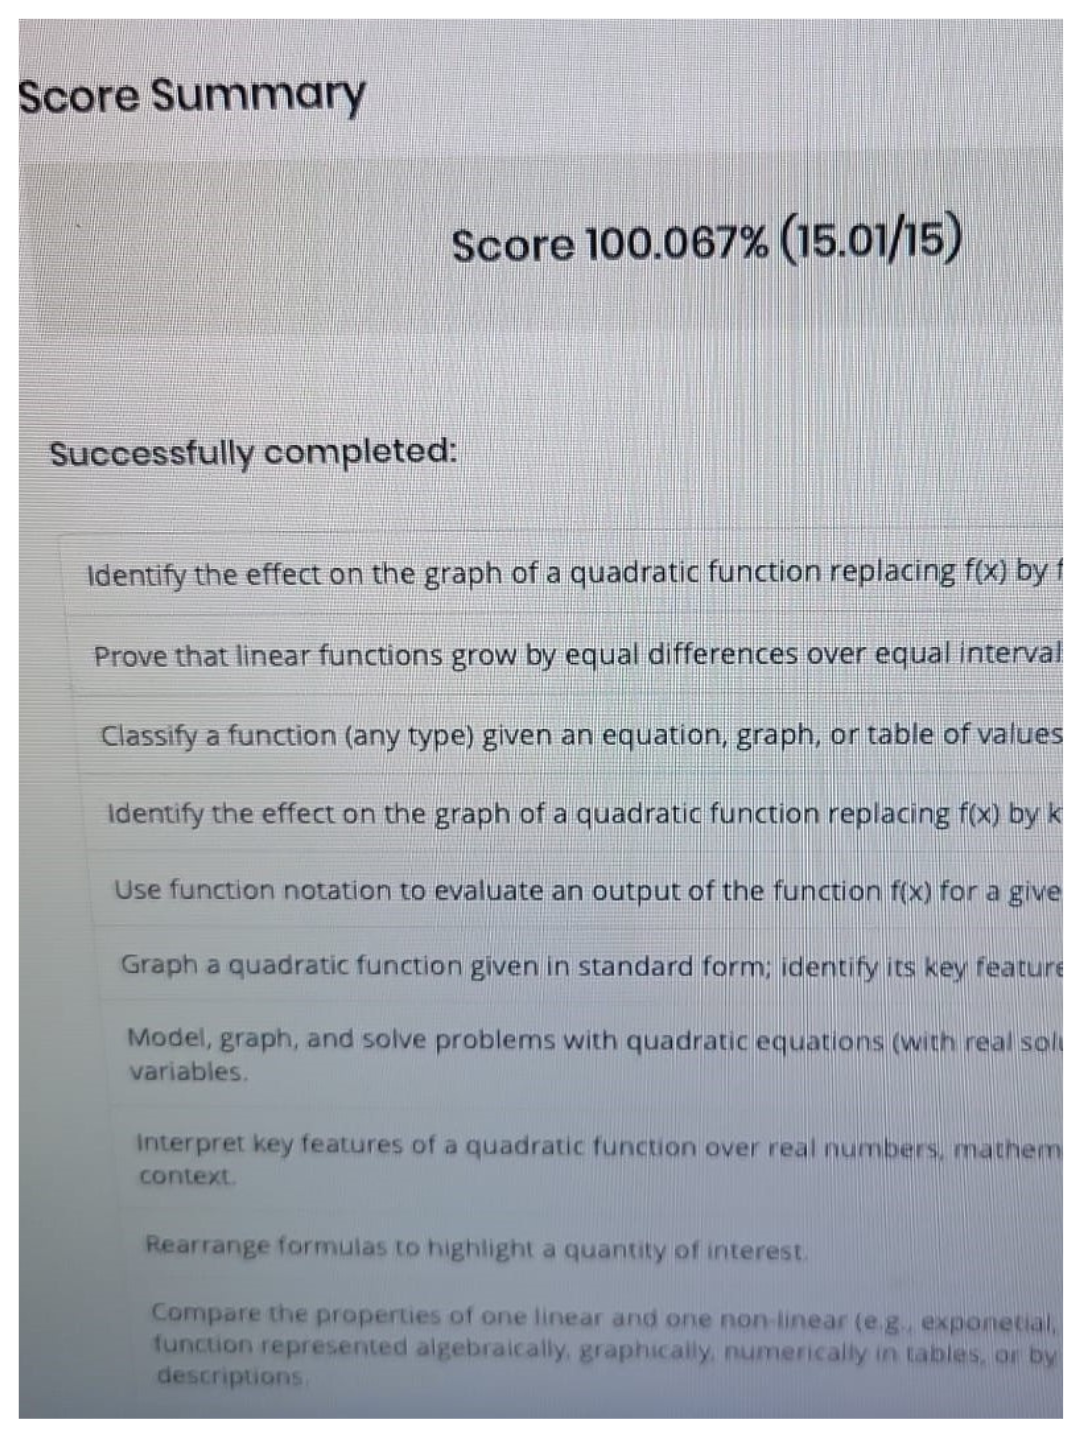 Score Summary
Score 100.067% (15.01/15)
Successfully completed:
Identify the effect on the graph of a quadratic function replacing f(x) by f
Prove that linear functions grow by equal differences over equal interval
Classify a function (any type) given an equation, graph, or table of values
Identify the effect on the graph of a quadratic function replacing f(x) by k
Use function notation to evaluate an output of the function f(x) for a give
Graph a quadratic function given in standard form; identify its key feature
Model, graph, and solve problems with quadratic equations (with real solu
variables.
Interpret key features of a quadratic function over real numbers, mathem
context.
Rearrange formulas to highlight a quantity of interest.
Compare the properties of one linear and one non-linear (e.g., exponetial,
function represented algebraically, graphically, numerically in tables, or by
descriptions.